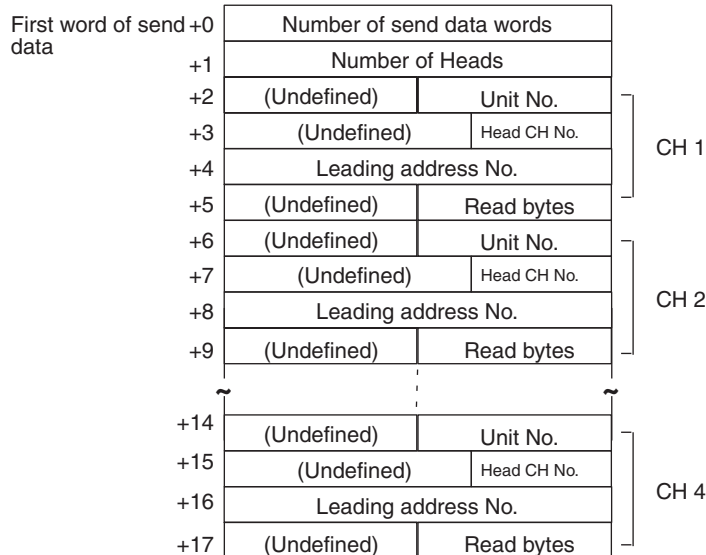 First word of send data
+0 Number of send data words
+1 Number of Heads
+2 (Undefined) Unit No.
+3 (Undefined) Head CH No.
CH 1
+4 Leading address No.
+5 (Undefined) Read bytes
+6 (Undefined) Unit No.
+7 (Undefined) Head CH No.
CH 2
+8 Leading address No.
+9 (Undefined) Read bytes
~ ~
+14 (Undefined) Unit No.
+15 (Undefined) Head CH No.
CH 4
+16 Leading address No.
+17 (Undefined) Read bytes